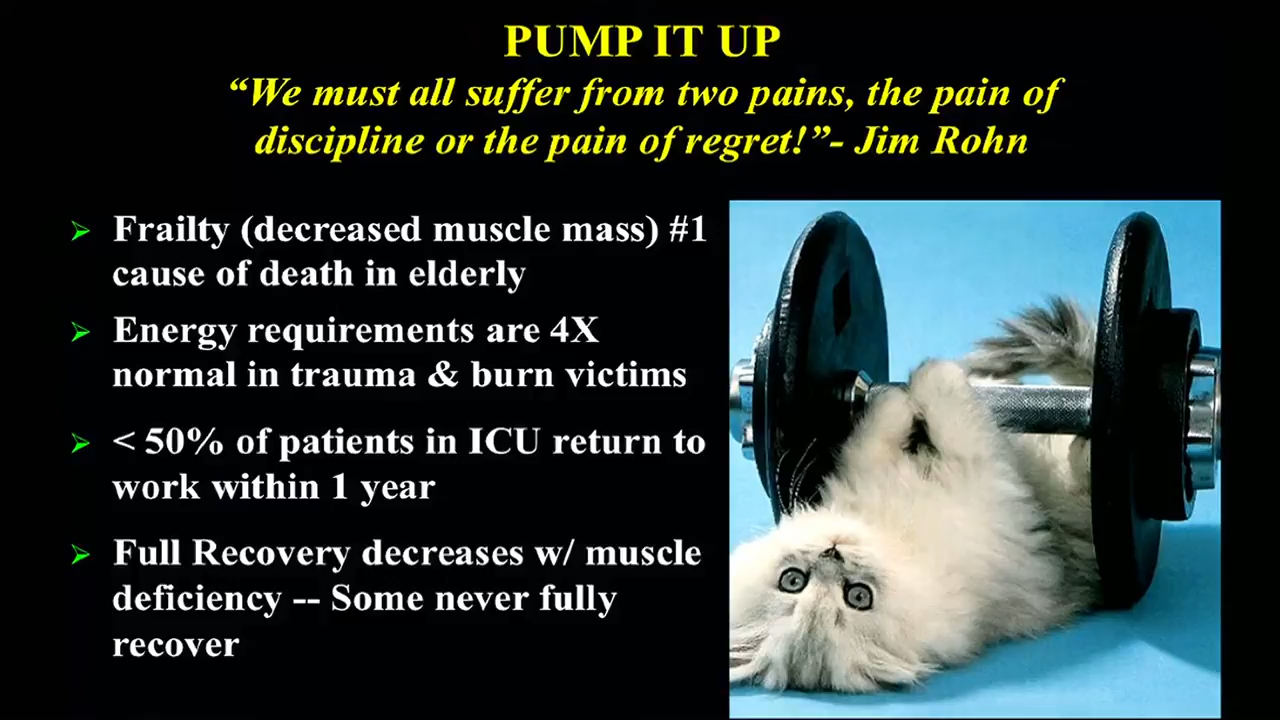 PUMP IT UP
“We must all suffer from two pains, the pain of
discipline or the pain of regret!”- Jim Rohn
➢ Frailty (decreased muscle mass) #1
cause of death in elderly
➢ Energy requirements are 4X
normal in trauma & burn victims
➢ < 50% of patients in ICU return to
work within 1 year
➢ Full Recovery decreases w/ muscle
deficiency -- Some never fully
recover